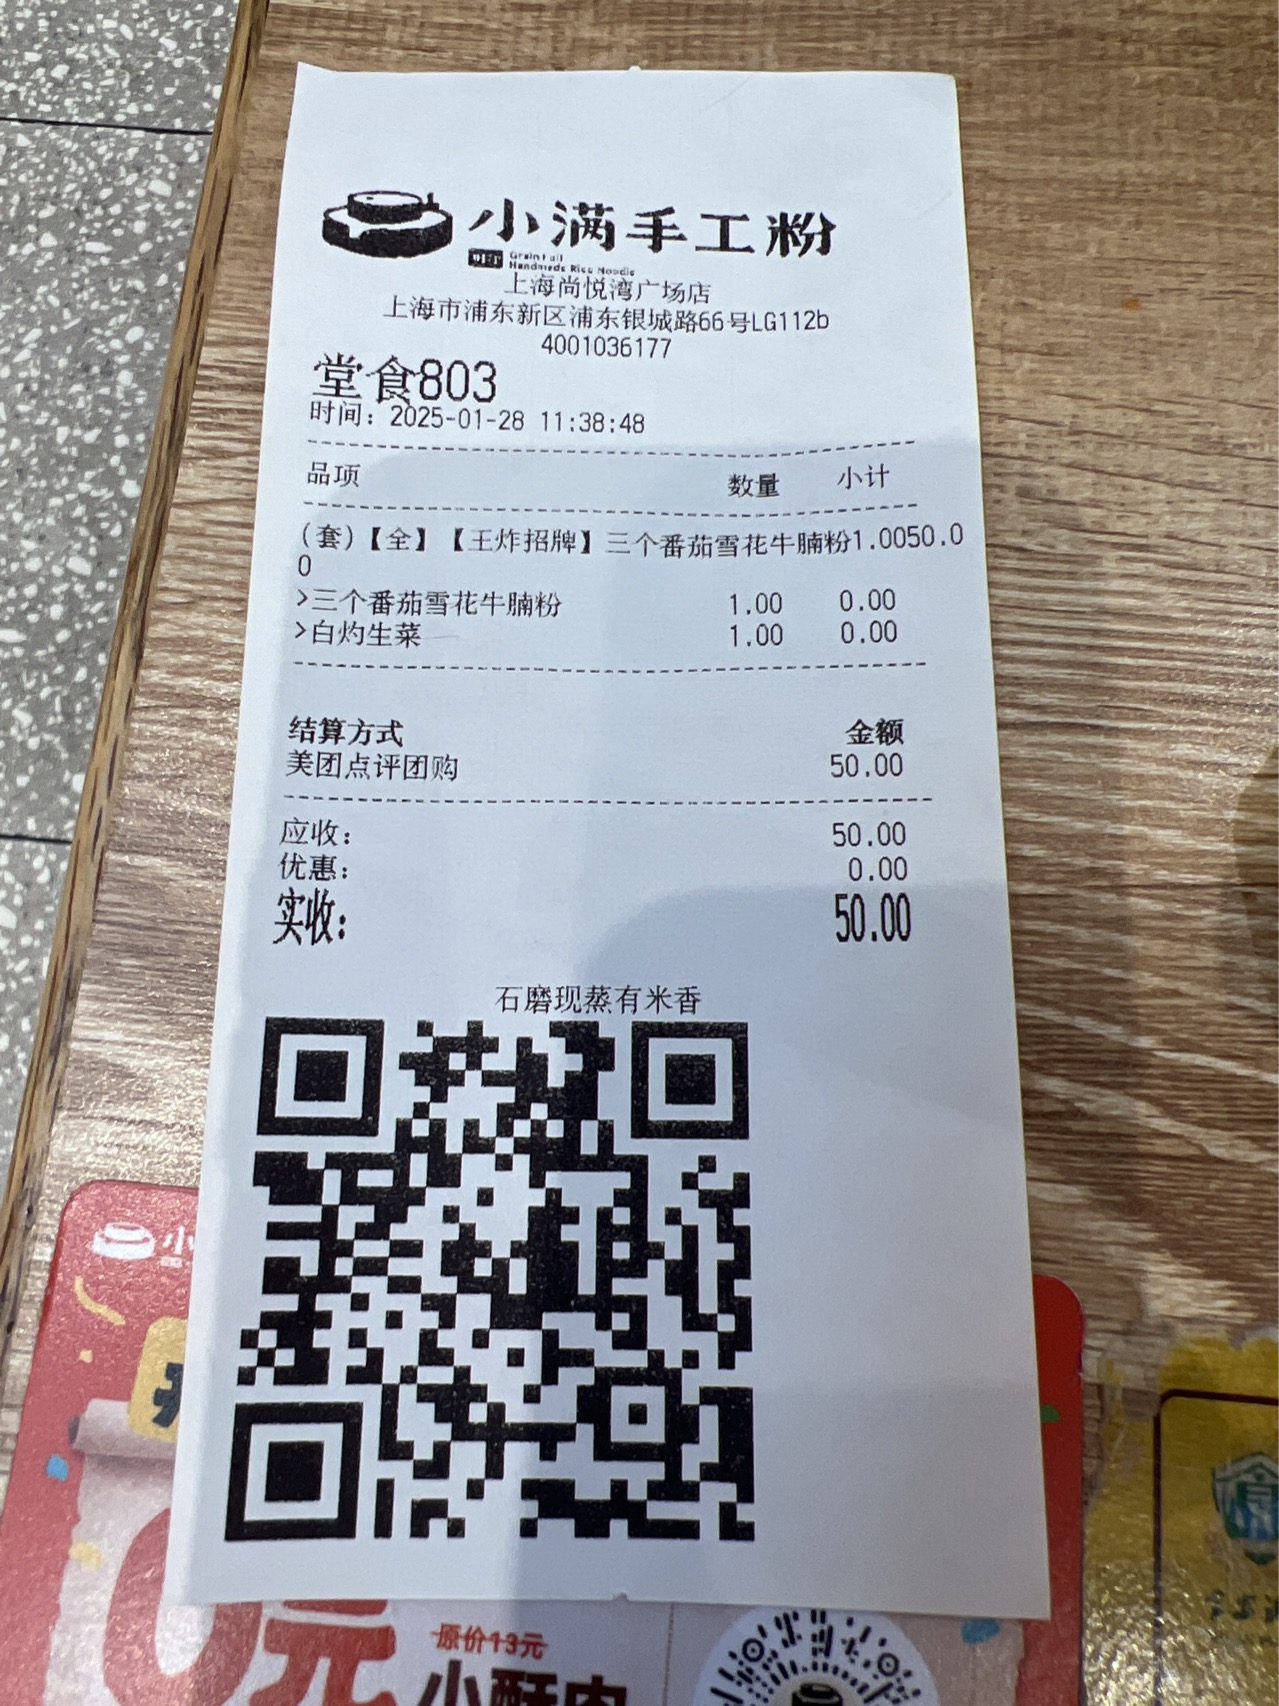 小满手工粉
Grain Full
Handmade Rice Noodle
上海尚悦湾广场店
上海市浦东新区浦东银城路66号LG112b
4001036177
堂食803
时间：2025-01-28 11:38:48
品项 数量 小计
(套)【全】【王炸招牌】三个番茄雪花牛腩粉1.0050.0
0
>三个番茄雪花牛腩粉 1.00 0.00
>白灼生菜 1.00 0.00
结算方式 金额
美团点评团购 50.00
应收： 50.00
优惠： 0.00
实收： 50.00
石磨现蒸有米香
小
0元
原价13元
小酥肉